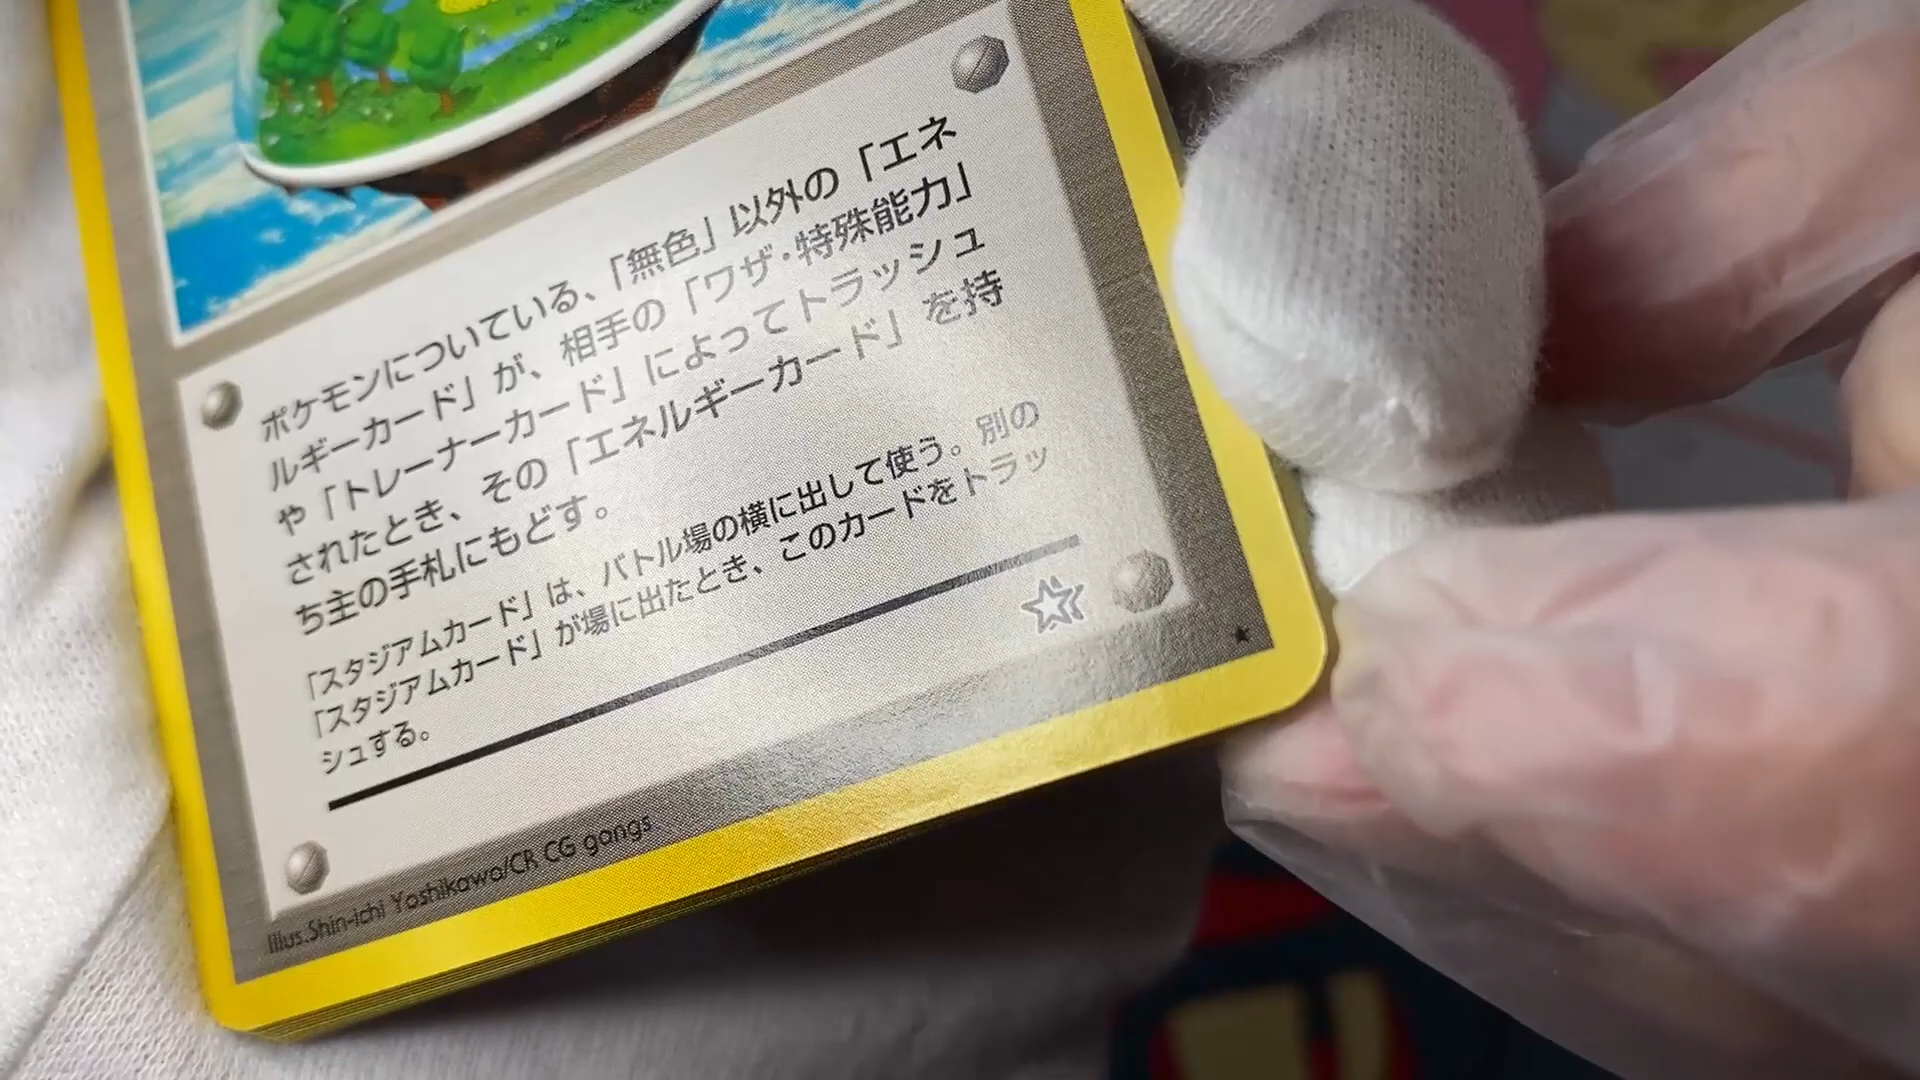 ポケモンについている、「無色」以外の「エネ
ルギーカード」が、相手の「ワザ・特殊能力」
や「トレーナーカード」によってトラッシュ
されたとき、その「エネルギーカード」を持
ち主の手札にもどす。
「スタジアムカード」は、バトル場の横に出して使う。別の
「スタジアムカード」が場に出たとき、このカードをトラッ
シュする。
Illus.Shin-ichi Yoshikawa/CR CG gangs